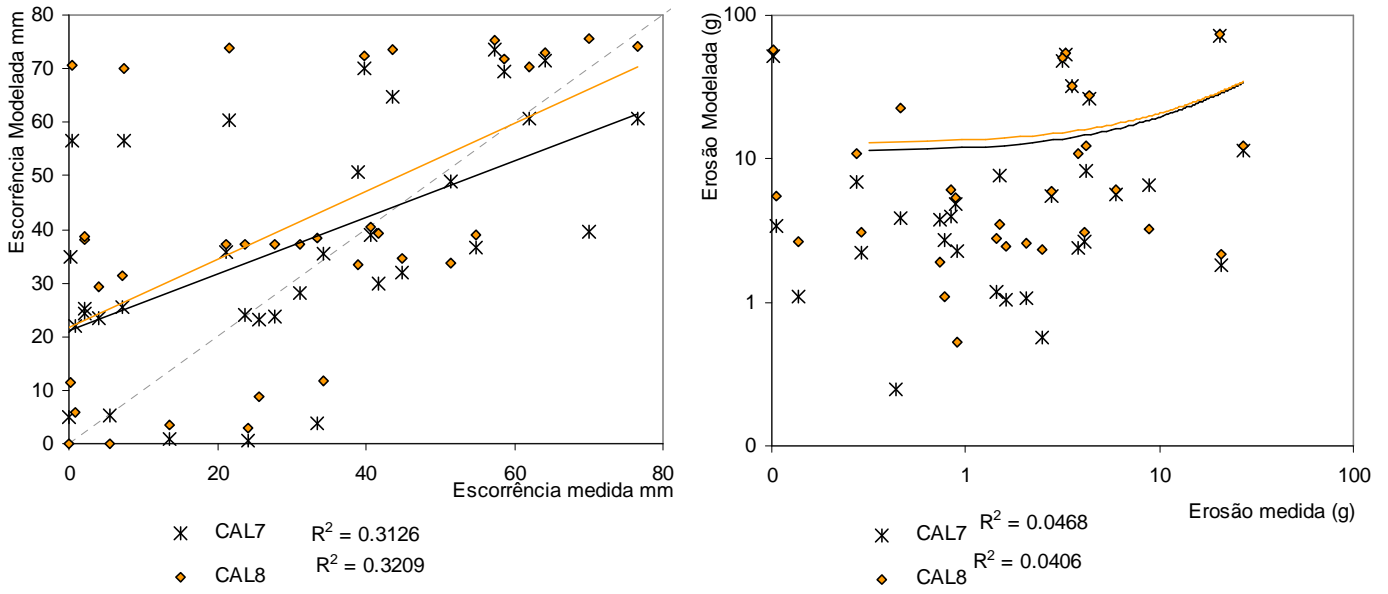 Escorrência Modelada mm
80
70
60
50
40
30
20
10
0
0
20
40
60
80
Escorrência medida mm
CAL7 R² = 0.3126
CAL8 R² = 0.3209
Erosão Modelada (g)
100
10
1
0
0
1
10
100
Erosão medida (g)
CAL7 R² = 0.0468
CAL8 R² = 0.0406